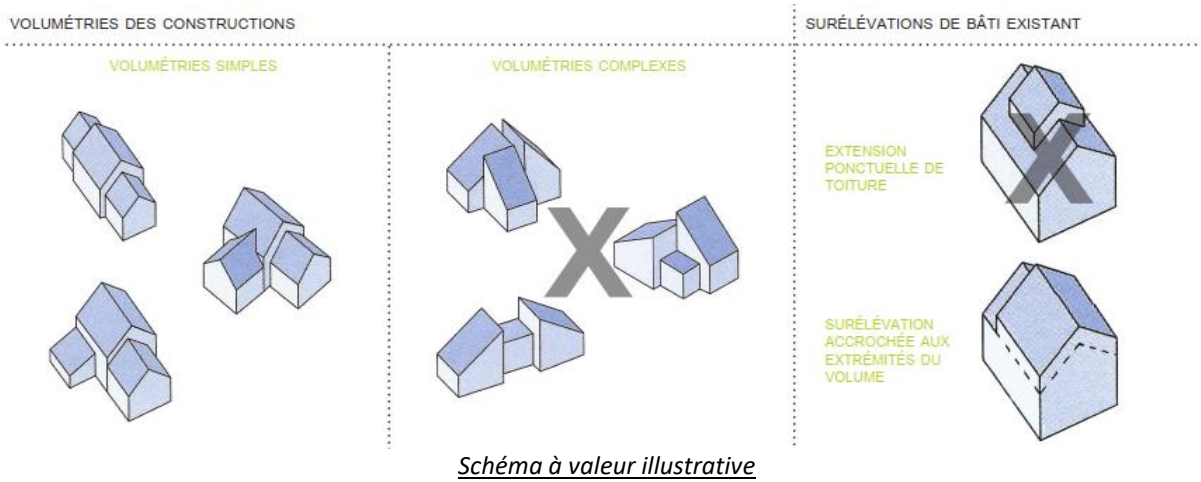 VOLUMÉTRIES DES CONSTRUCTIONS
SURÉLÉVATIONS DE BÂTI EXISTANT
VOLUMÉTRIES SIMPLES
VOLUMÉTRIES COMPLEXES
X
EXTENSION
PONCTUELLE DE
TOITURE
X
SURÉLÉVATION
ACCROCHÉE AUX
EXTRÉMITÉS DU
VOLUME
Schéma à valeur illustrative